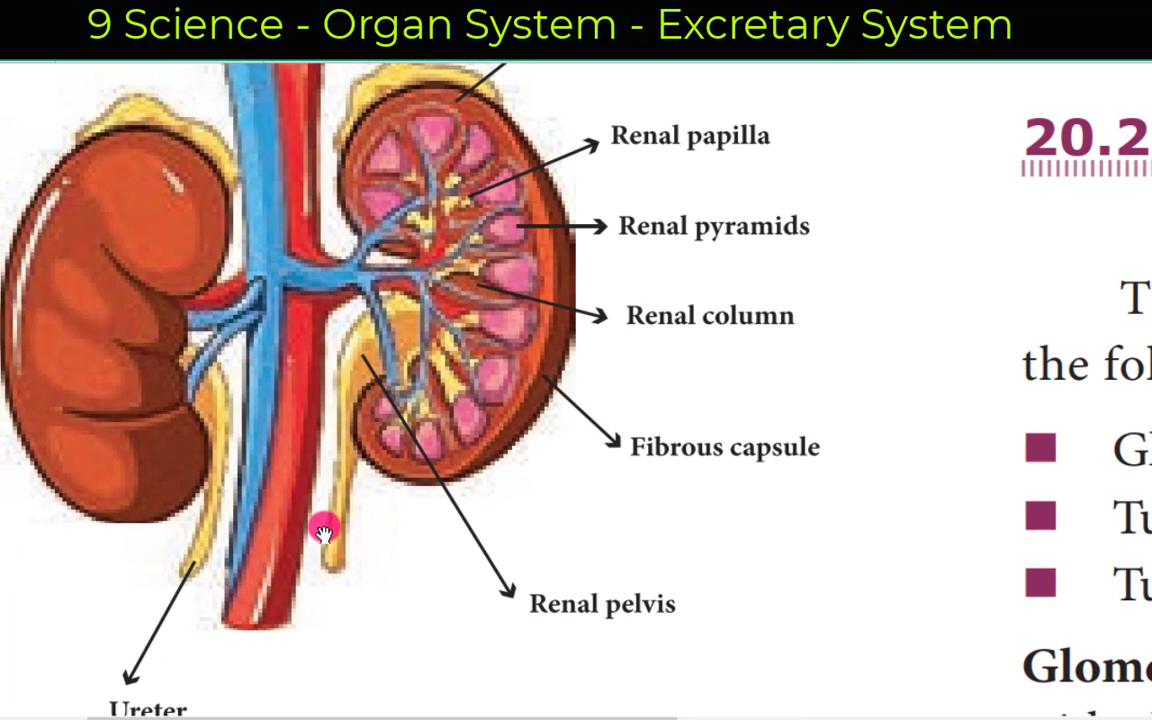 9 Science - Organ System - Excretary System
Renal papilla
Renal pyramids
Renal column
Fibrous capsule
Renal pelvis
Ureter
20.2
the